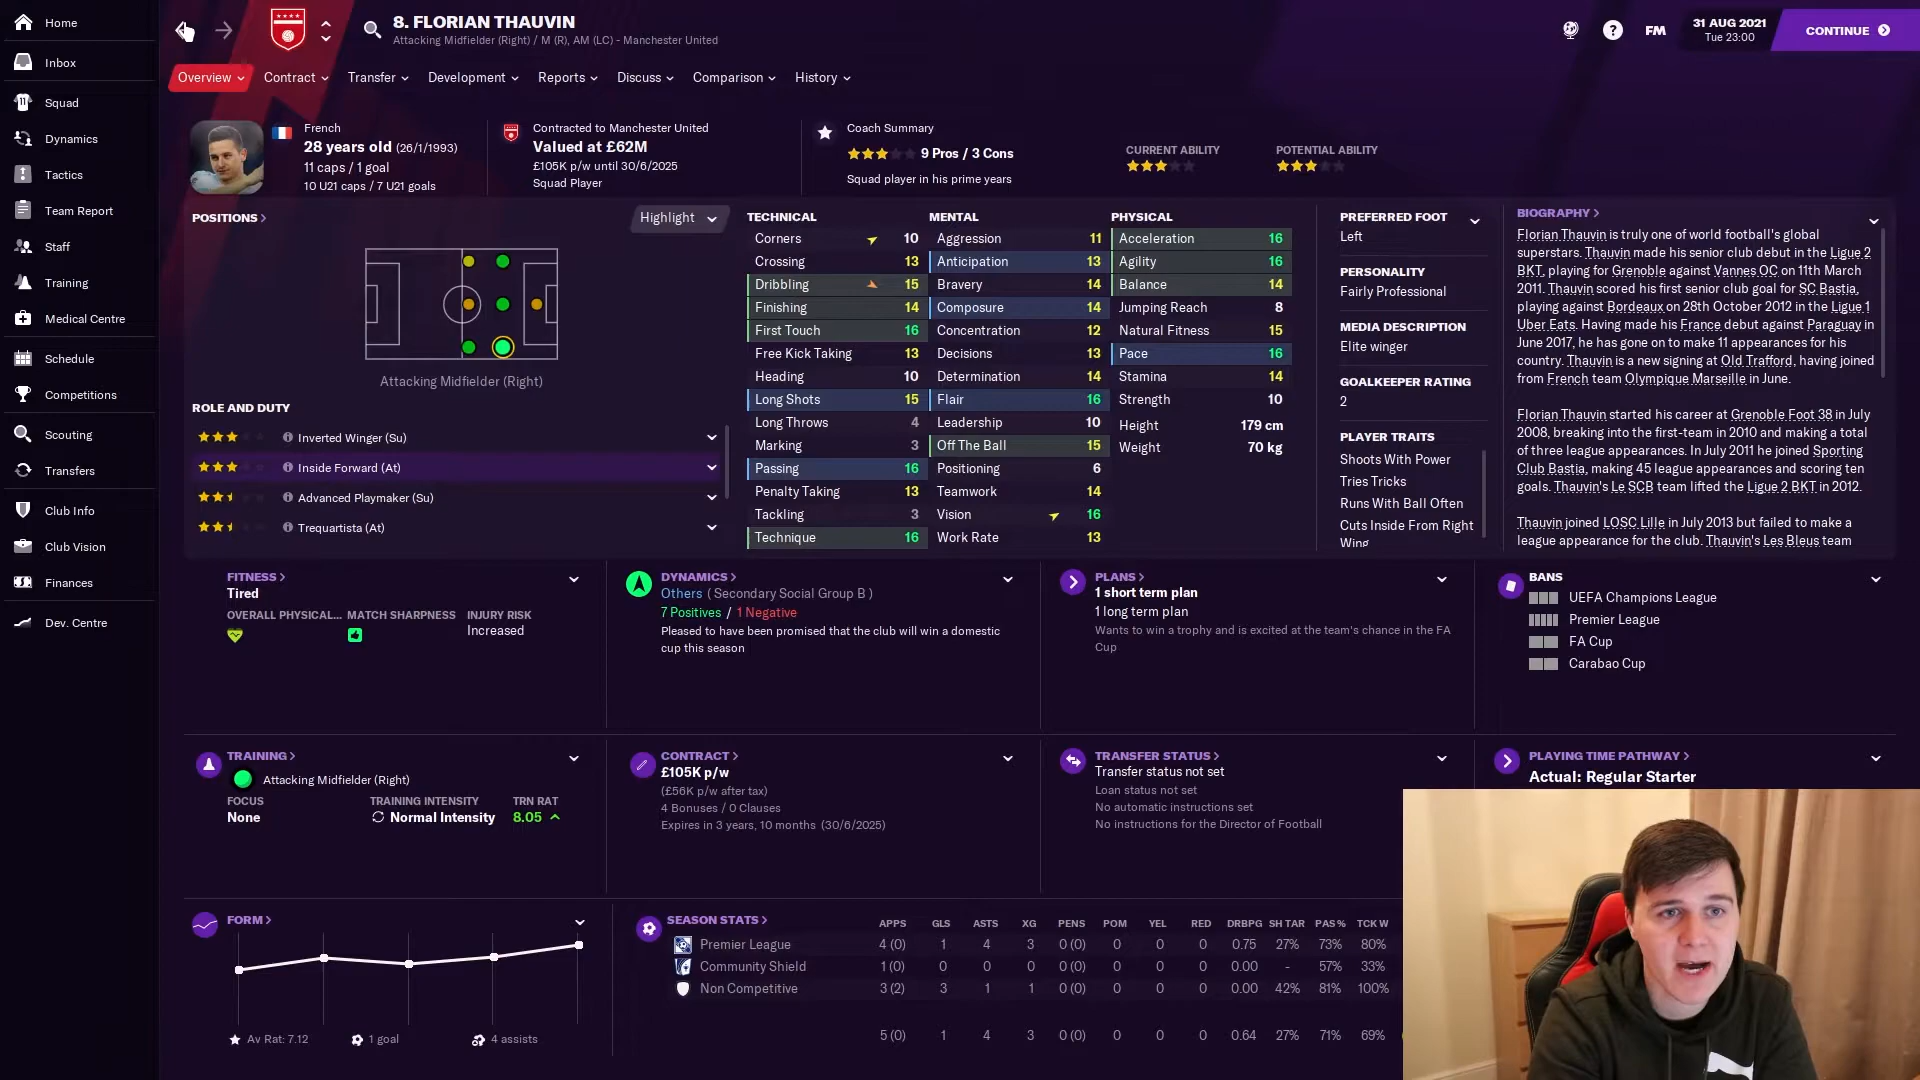 Home
Inbox
Squad
Dynamics
Tactics
Team Report
Staff
Training
Medical Centre
Schedule
Competitions
Scouting
Transfers
Club Info
Club Vision
Finances
Dev. Centre
8. FLORIAN THAUVIN
Attacking Midfielder (Right) / M (R), AM (LC) - Manchester United
FM
31 AUG 2021
Tue 23:00
CONTINUE
Overview
Contract
Transfer
Development
Reports
Discuss
Comparison
History
French
28 years old (26/1/1993)
11 caps / 1 goal
10 U21 caps / 7 U21 goals
Contracted to Manchester United
Valued at £62M
£105K p/w until 30/6/2025
Squad Player
Coach Summary
9 Pros / 3 Cons
Squad player in his prime years
CURRENT ABILITY
POTENTIAL ABILITY
POSITIONS
Highlight
Attacking Midfielder (Right)
ROLE AND DUTY
Inverted Winger (Su)
Inside Forward (At)
Advanced Playmaker (Su)
Trequartista (At)
TECHNICAL
Corners 10
Crossing 13
Dribbling 15
Finishing 14
First Touch 16
Free Kick Taking 13
Heading 10
Long Shots 15
Long Throws 4
Marking 3
Passing 16
Penalty Taking 13
Tackling 3
Technique 16
MENTAL
Aggression 11
Anticipation 13
Bravery 14
Composure 14
Concentration 12
Decisions 13
Determination 14
Flair 16
Leadership 10
Off The Ball 15
Positioning 6
Teamwork 14
Vision 16
Work Rate 13
PHYSICAL
Acceleration 16
Agility 16
Balance 14
Jumping Reach 8
Natural Fitness 15
Pace 16
Stamina 14
Strength 10
Height 179 cm
Weight 70 kg
PREFERRED FOOT
Left
PERSONALITY
Fairly Professional
MEDIA DESCRIPTION
Elite winger
GOALKEEPER RATING
2
PLAYER TRAITS
Shoots With Power
Tries Tricks
Runs With Ball Often
Cuts Inside From Right
Wing
BIOGRAPHY
Florian Thauvin is truly one of world football's global
superstars. Thauvin made his senior club debut in the Ligue 2
BKT, playing for Grenoble against Vannes OC on 11th March
2011. Thauvin scored his first senior club goal for SC Bastia,
playing against Bordeaux on 28th October 2012 in the Ligue 1
Uber Eats. Having made his France debut against Paraguay in
June 2017, he has gone on to make 11 appearances for his
country. Thauvin is a new signing at Old Trafford, having joined
from French team Olympique Marseille in June.
Florian Thauvin started his career at Grenoble Foot 38 in July
2008, breaking into the first-team in 2010 and making a total
of three league appearances. In July 2011 he joined Sporting
Club Bastia, making 45 league appearances and scoring ten
goals. Thauvin's Le SCB team lifted the Ligue 2 BKT in 2012.
Thauvin joined LOSC Lille in July 2013 but failed to make a
league appearance for the club. Thauvin's Les Bleus team
FITNESS
Tired
OVERALL PHYSICAL... MATCH SHARPNESS INJURY RISK
Increased
DYNAMICS
Others ( Secondary Social Group B )
7 Positives / 1 Negative
Pleased to have been promised that the club will win a domestic
cup this season
PLANS
1 short term plan
1 long term plan
Wants to win a trophy and is excited at the team's chance in the FA
Cup
BANS
UEFA Champions League
Premier League
FA Cup
Carabao Cup
TRAINING
Attacking Midfielder (Right)
FOCUS TRAINING INTENSITY TRN RAT
None Normal Intensity 8.05
CONTRACT
£105K p/w
(£56K p/w after tax)
4 Bonuses / 0 Clauses
Expires in 3 years, 10 months (30/6/2025)
TRANSFER STATUS
Transfer status not set
Loan status not set
No automatic instructions set
No instructions for the Director of Football
PLAYING TIME PATHWAY
Actual: Regular Starter
FORM
Av Rat: 7.12 1 goal 4 assists
SEASON STATS APPS GLS ASTS XG PENS POM YEL RED DRBPG SH TAR PAS % TCK W
Premier League 4 (0) 1 4 3 0 (0) 0 0 0 0.75 27% 73% 80%
Community Shield 1 (0) 0 0 0 0 (0) 0 0 0 0.00 - 57% 33%
Non Competitive 3 (2) 3 1 1 0 (0) 0 0 0 0.00 42% 81% 100%
5 (0) 1 4 3 0 (0) 0 0 0 0.64 27% 71% 69%